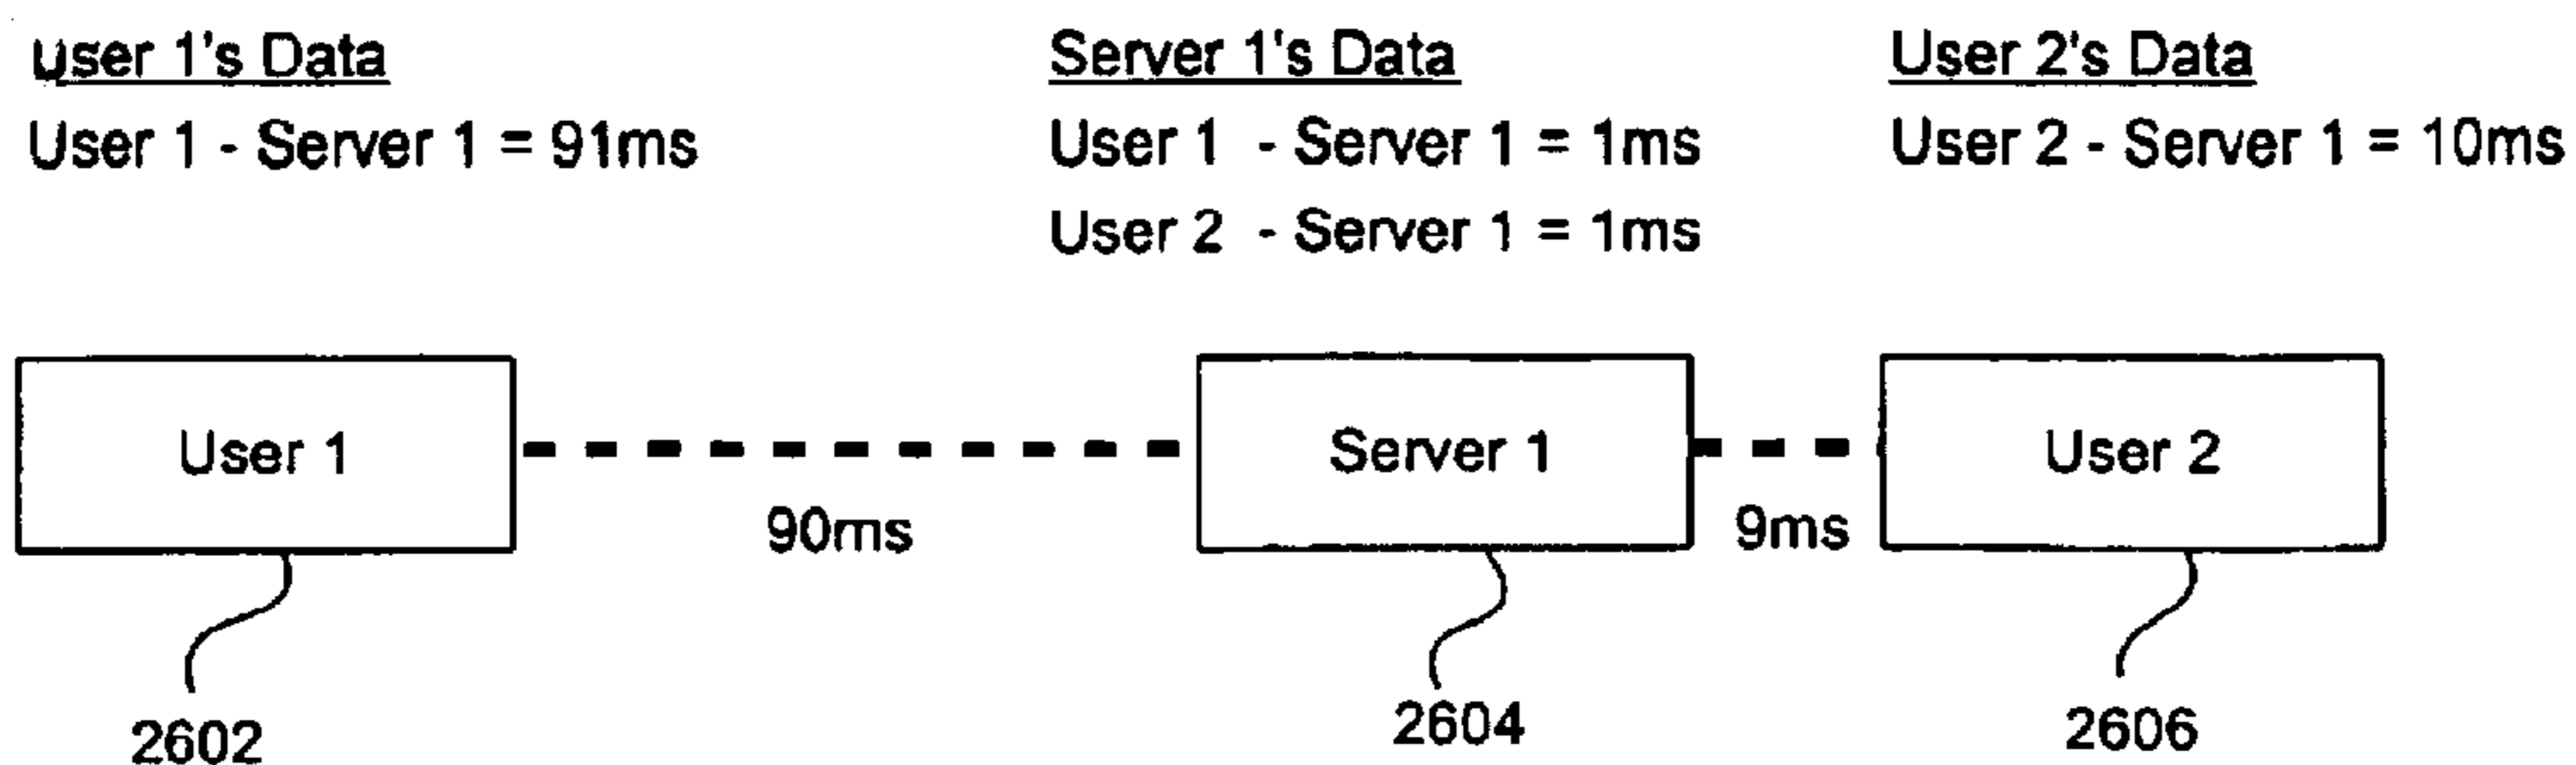 User 1's Data
User 1 - Server 1 = 91ms
Server 1's Data
User 1 - Server 1 = 1ms
User 2 - Server 1 = 1ms
User 2's Data
User 2 - Server 1 = 10ms
User 1
90ms
Server 1
9ms
User 2
2602
2604
2606